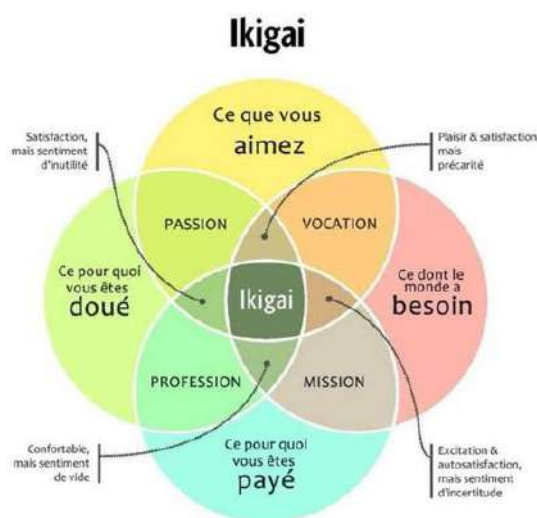 Ikigai
Ce que vous
aimez
Satisfaction,
mais sentiment
d'inutilité
Plaisir & satisfaction
mais
précarité
PASSION
VOCATION
Ce pour quoi
vous êtes
doué
Ikigai
Ce dont le
monde a
besoin
PROFESSION
MISSION
Confortable,
mais sentiment
de vide
Ce pour quoi
vous êtes
payé
Excitation &
autosatisfaction,
mais sentiment
d'incertitude